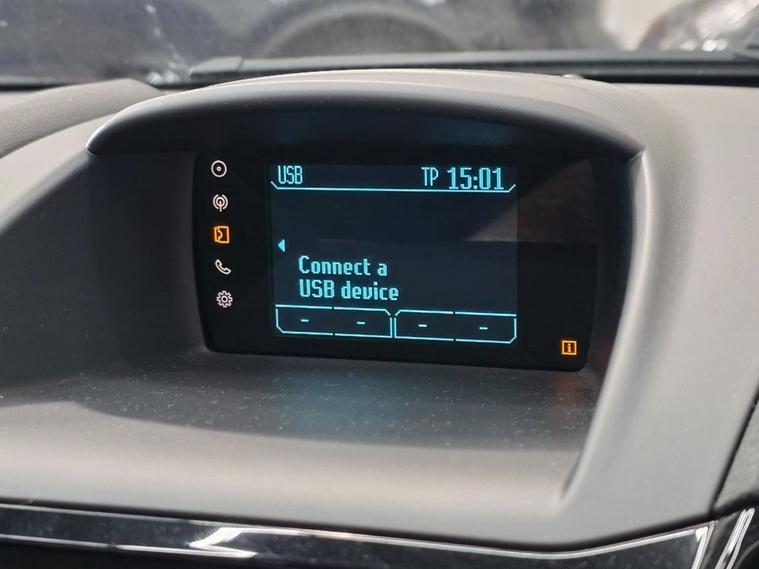 USB TP 15:01
Connect a
USB device
- - - -
i